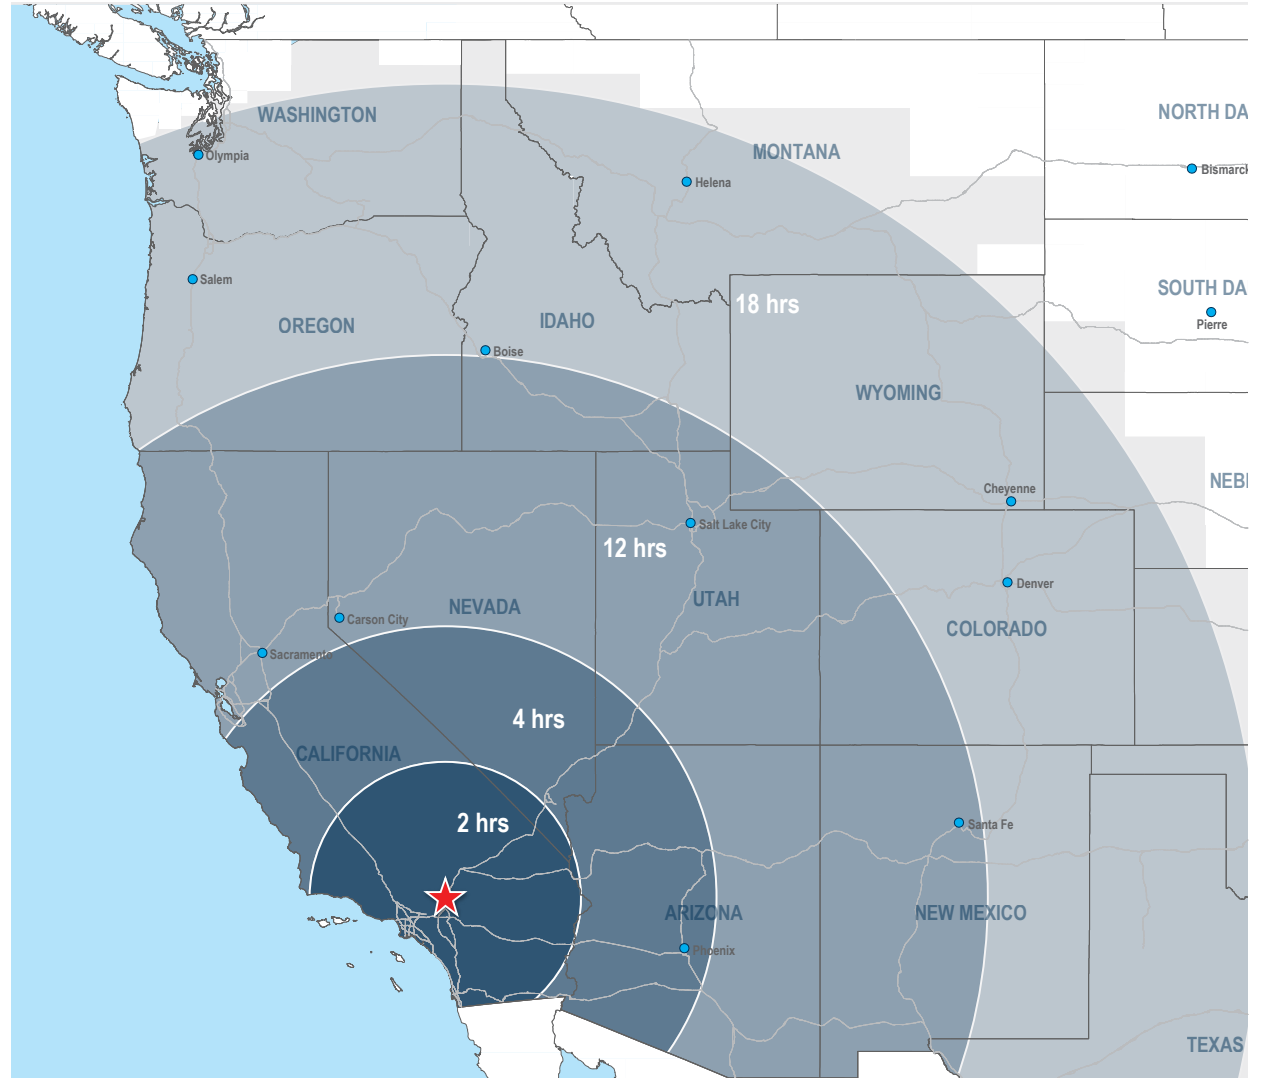 NORTH DA
WASHINGTON
MONTANA
Olympia
Bismarck
Helena
Salem
SOUTH DA
18 hrs
OREGON
IDAHO
Pierre
Boise
WYOMING
NEB
Cheyenne
Salt Lake City
12 hrs
Denver
UTAH
NEVADA
Carson City
COLORADO
Sacramento
4 hrs
CALIFORNIA
2 hrs
Santa Fe
ARIZONA
NEW MEXICO
Phoenix
TEXAS